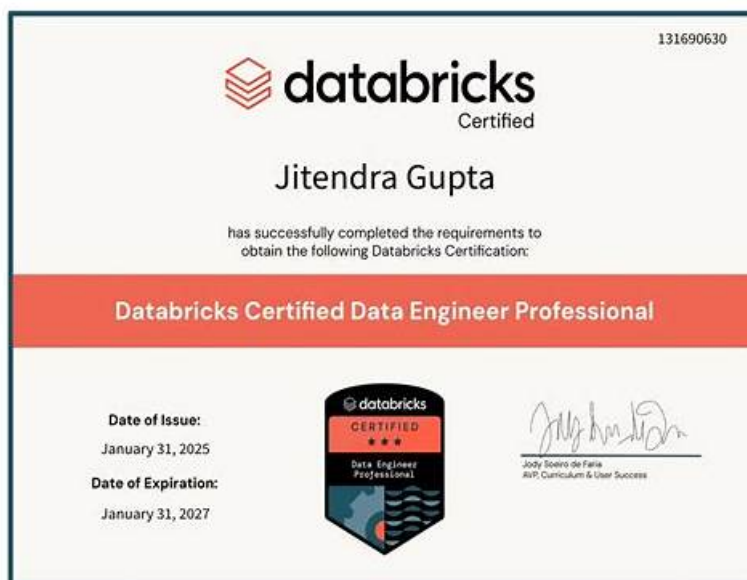 131690630
databricks
Certified
Jitendra Gupta
has successfully completed the requirements to
obtain the following Databricks Certification:
Databricks Certified Data Engineer Professional
Date of Issue:
January 31, 2025
Date of Expiration:
January 31, 2027
databricks
CERTIFIED
Data Engineer
Professional
Jody Soeiro de Faria
AVP, Curriculum & User Success